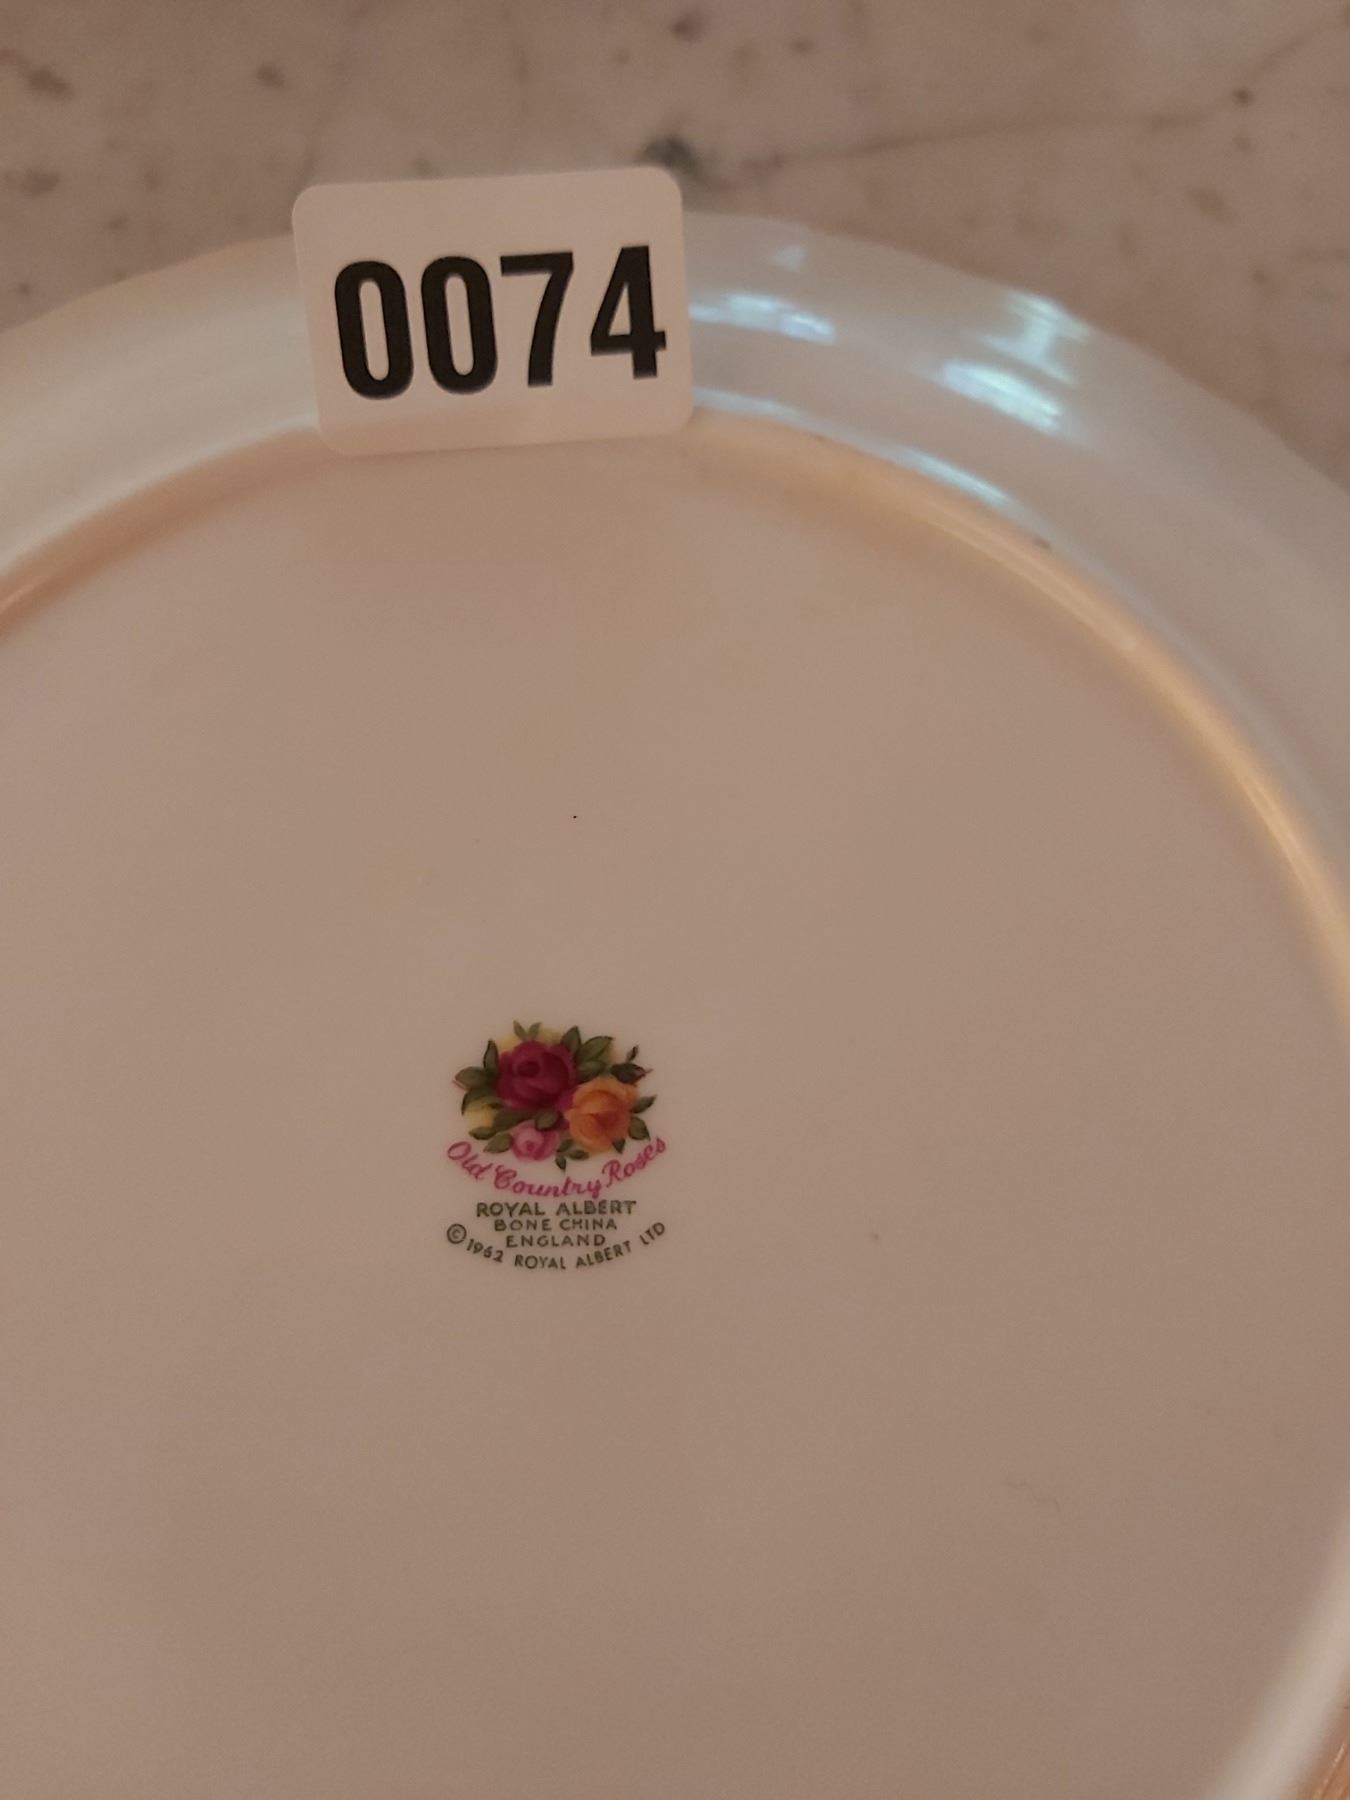 0074
Old Country Roses
ROYAL ALBERT
BONE CHINA
ENGLAND
©1962 ROYAL ALBERT LTD